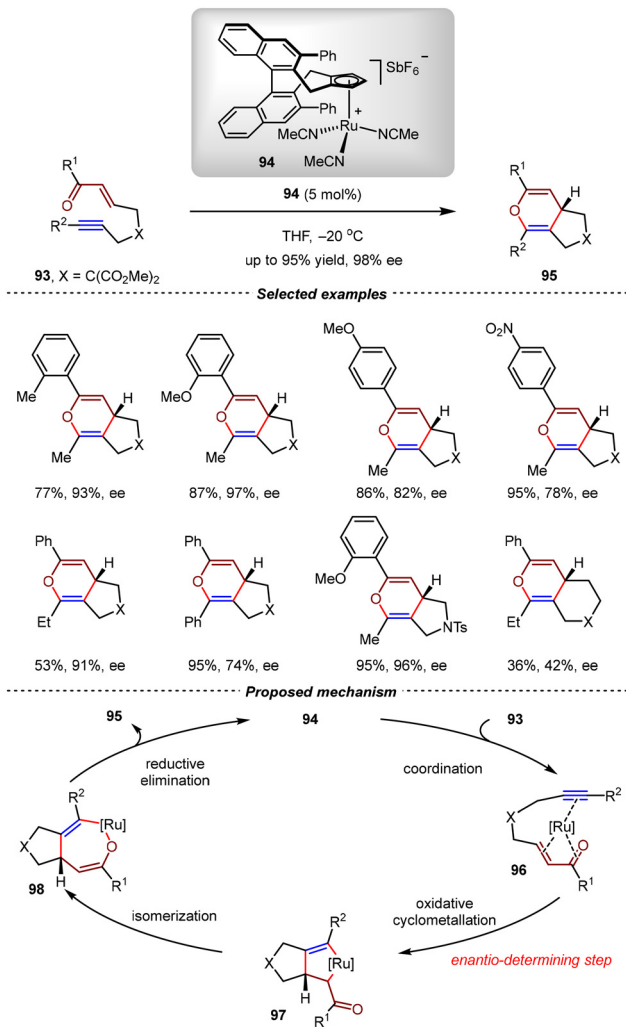 Ph
SbF6–
Ph
+
MeCN Ru NCMe
MeCN
94
R1
O
R2
X
93, X = C(CO2Me)2
94 (5 mol%)
THF, –20 oC
up to 95% yield, 98% ee
R1
H
O
X
R2
95
Selected examples
Me
O
H
X
Me
77%, 93%, ee
MeO
O
H
X
Me
87%, 97%, ee
MeO
O
H
X
Me
86%, 82%, ee
O2N
O
H
X
Me
95%, 78%, ee
Ph
H
O
X
Et
53%, 91%, ee
Ph
H
O
X
Ph
95%, 74%, ee
MeO
H
O
NTs
Me
95%, 96%, ee
Ph
H
O
X
Et
36%, 42%, ee
Proposed mechanism
95
94
93
reductive
elimination
coordination
R2
[Ru]
X
O
H
R1
98
R2
X
[Ru]
O
R1
96
isomerization
oxidative
cyclometallation
enantio-determining step
R2
X
[Ru]
H
O
R1
97